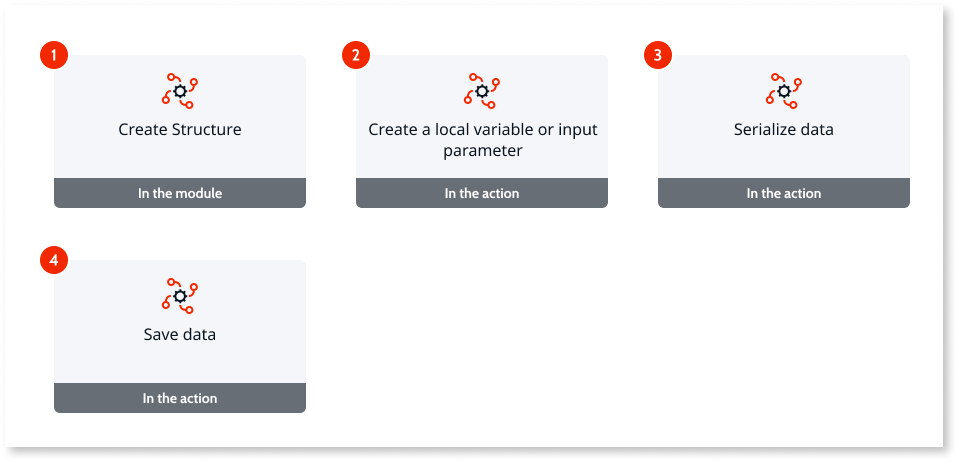 1
Create Structure
In the module
2
Create a local variable or input
parameter
In the action
3
Serialize data
In the action
4
Save data
In the action